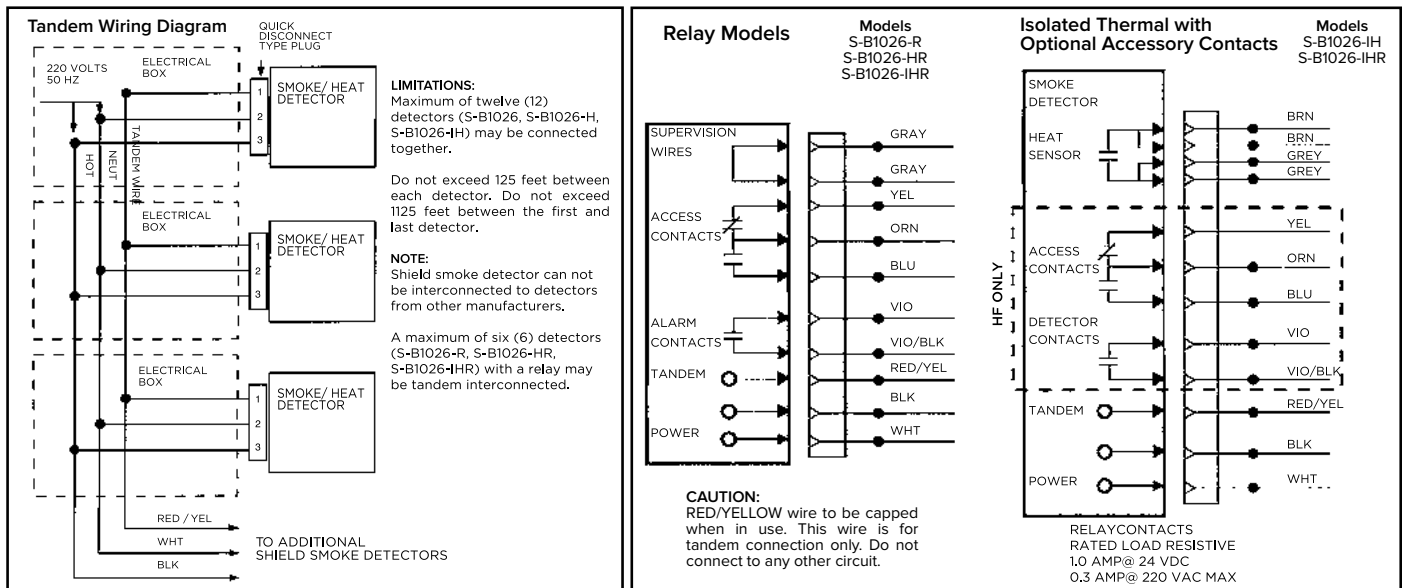 Tandem Wiring Diagram
QUICK
DISCONNECT
TYPE PLUG
220 VOLTS
50 HZ
ELECTRICAL
BOX
SMOKE/ HEAT
DETECTOR
1
2
3
HOT
NEUT
TANDEM WIRE
ELECTRICAL
BOX
SMOKE/ HEAT
DETECTOR
1
2
3
ELECTRICAL
BOX
SMOKE/ HEAT
DETECTOR
1
2
3
RED / YEL
WHT
BLK
TO ADDITIONAL
SHIELD SMOKE DETECTORS
LIMITATIONS:
Maximum of twelve (12)
detectors (S-B1026, S-B1026-H,
S-B1026-IH) may be connected
together.
Do not exceed 125 feet between
each detector. Do not exceed
1125 feet between the first and
last detector.
NOTE:
Shield smoke detector can not
be interconnected to detectors
from other manufacturers.
A maximum of six (6) detectors
(S-B1026-R, S-B1026-HR,
S-B1026-IHR) with a relay may
be tandem interconnected.
Relay Models
Models
S-B1026-R
S-B1026-HR
S-B1026-IHR
SUPERVISION
WIRES
ACCESS
CONTACTS
ALARM
CONTACTS
TANDEM
POWER
GRAY
GRAY
YEL
ORN
BLU
VIO
VIO/BLK
RED/YEL
BLK
WHT
CAUTION:
RED/YELLOW wire to be capped
when in use. This wire is for
tandem connection only. Do not
connect to any other circuit.
Isolated Thermal with
Optional Accessory Contacts
Models
S-B1026-IH
S-B1026-IHR
SMOKE
DETECTOR
HEAT
SENSOR
HF ONLY
ACCESS
CONTACTS
DETECTOR
CONTACTS
TANDEM
POWER
BRN
BRN
GREY
GREY
YEL
ORN
BLU
VIO
VIO/BLK
RED/YEL
BLK
WHT
RELAYCONTACTS
RATED LOAD RESISTIVE
1.0 AMP@ 24 VDC
0.3 AMP@ 220 VAC MAX